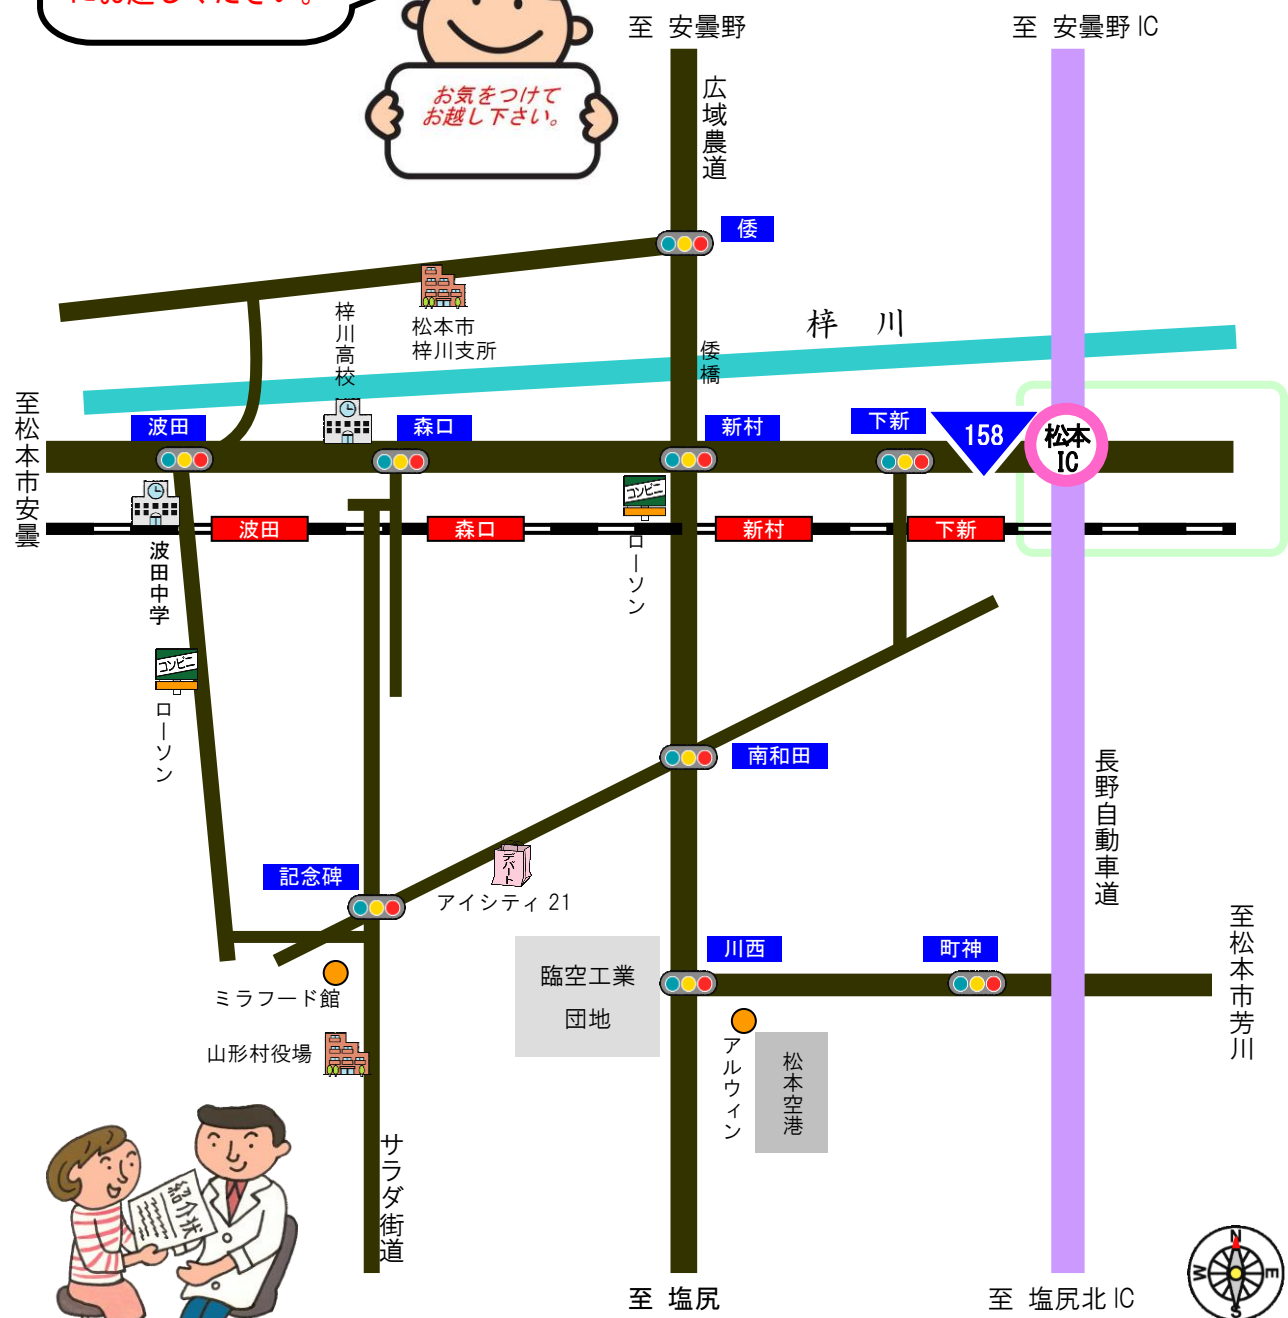 お気をつけて
お越し下さい。
至 安曇野
至 安曇野 IC
広域農道
倭
梓川高校
松本市
梓川支所
倭橋
梓 川
至松本市安曇
波田
森口
新村
下新
158
松本
IC
コンビニ
ローソン
波田
森口
新村
下新
波田中学
コンビニ
ローソン
南和田
長野自動車道
記念碑
デパート
アイシティ 21
川西
町神
至松本市芳川
臨空工業
団地
ミラフード館
山形村役場
アルウィン
松本空港
サラダ街道
紹介状
至 塩尻
至 塩尻北 IC
N
W
E
S